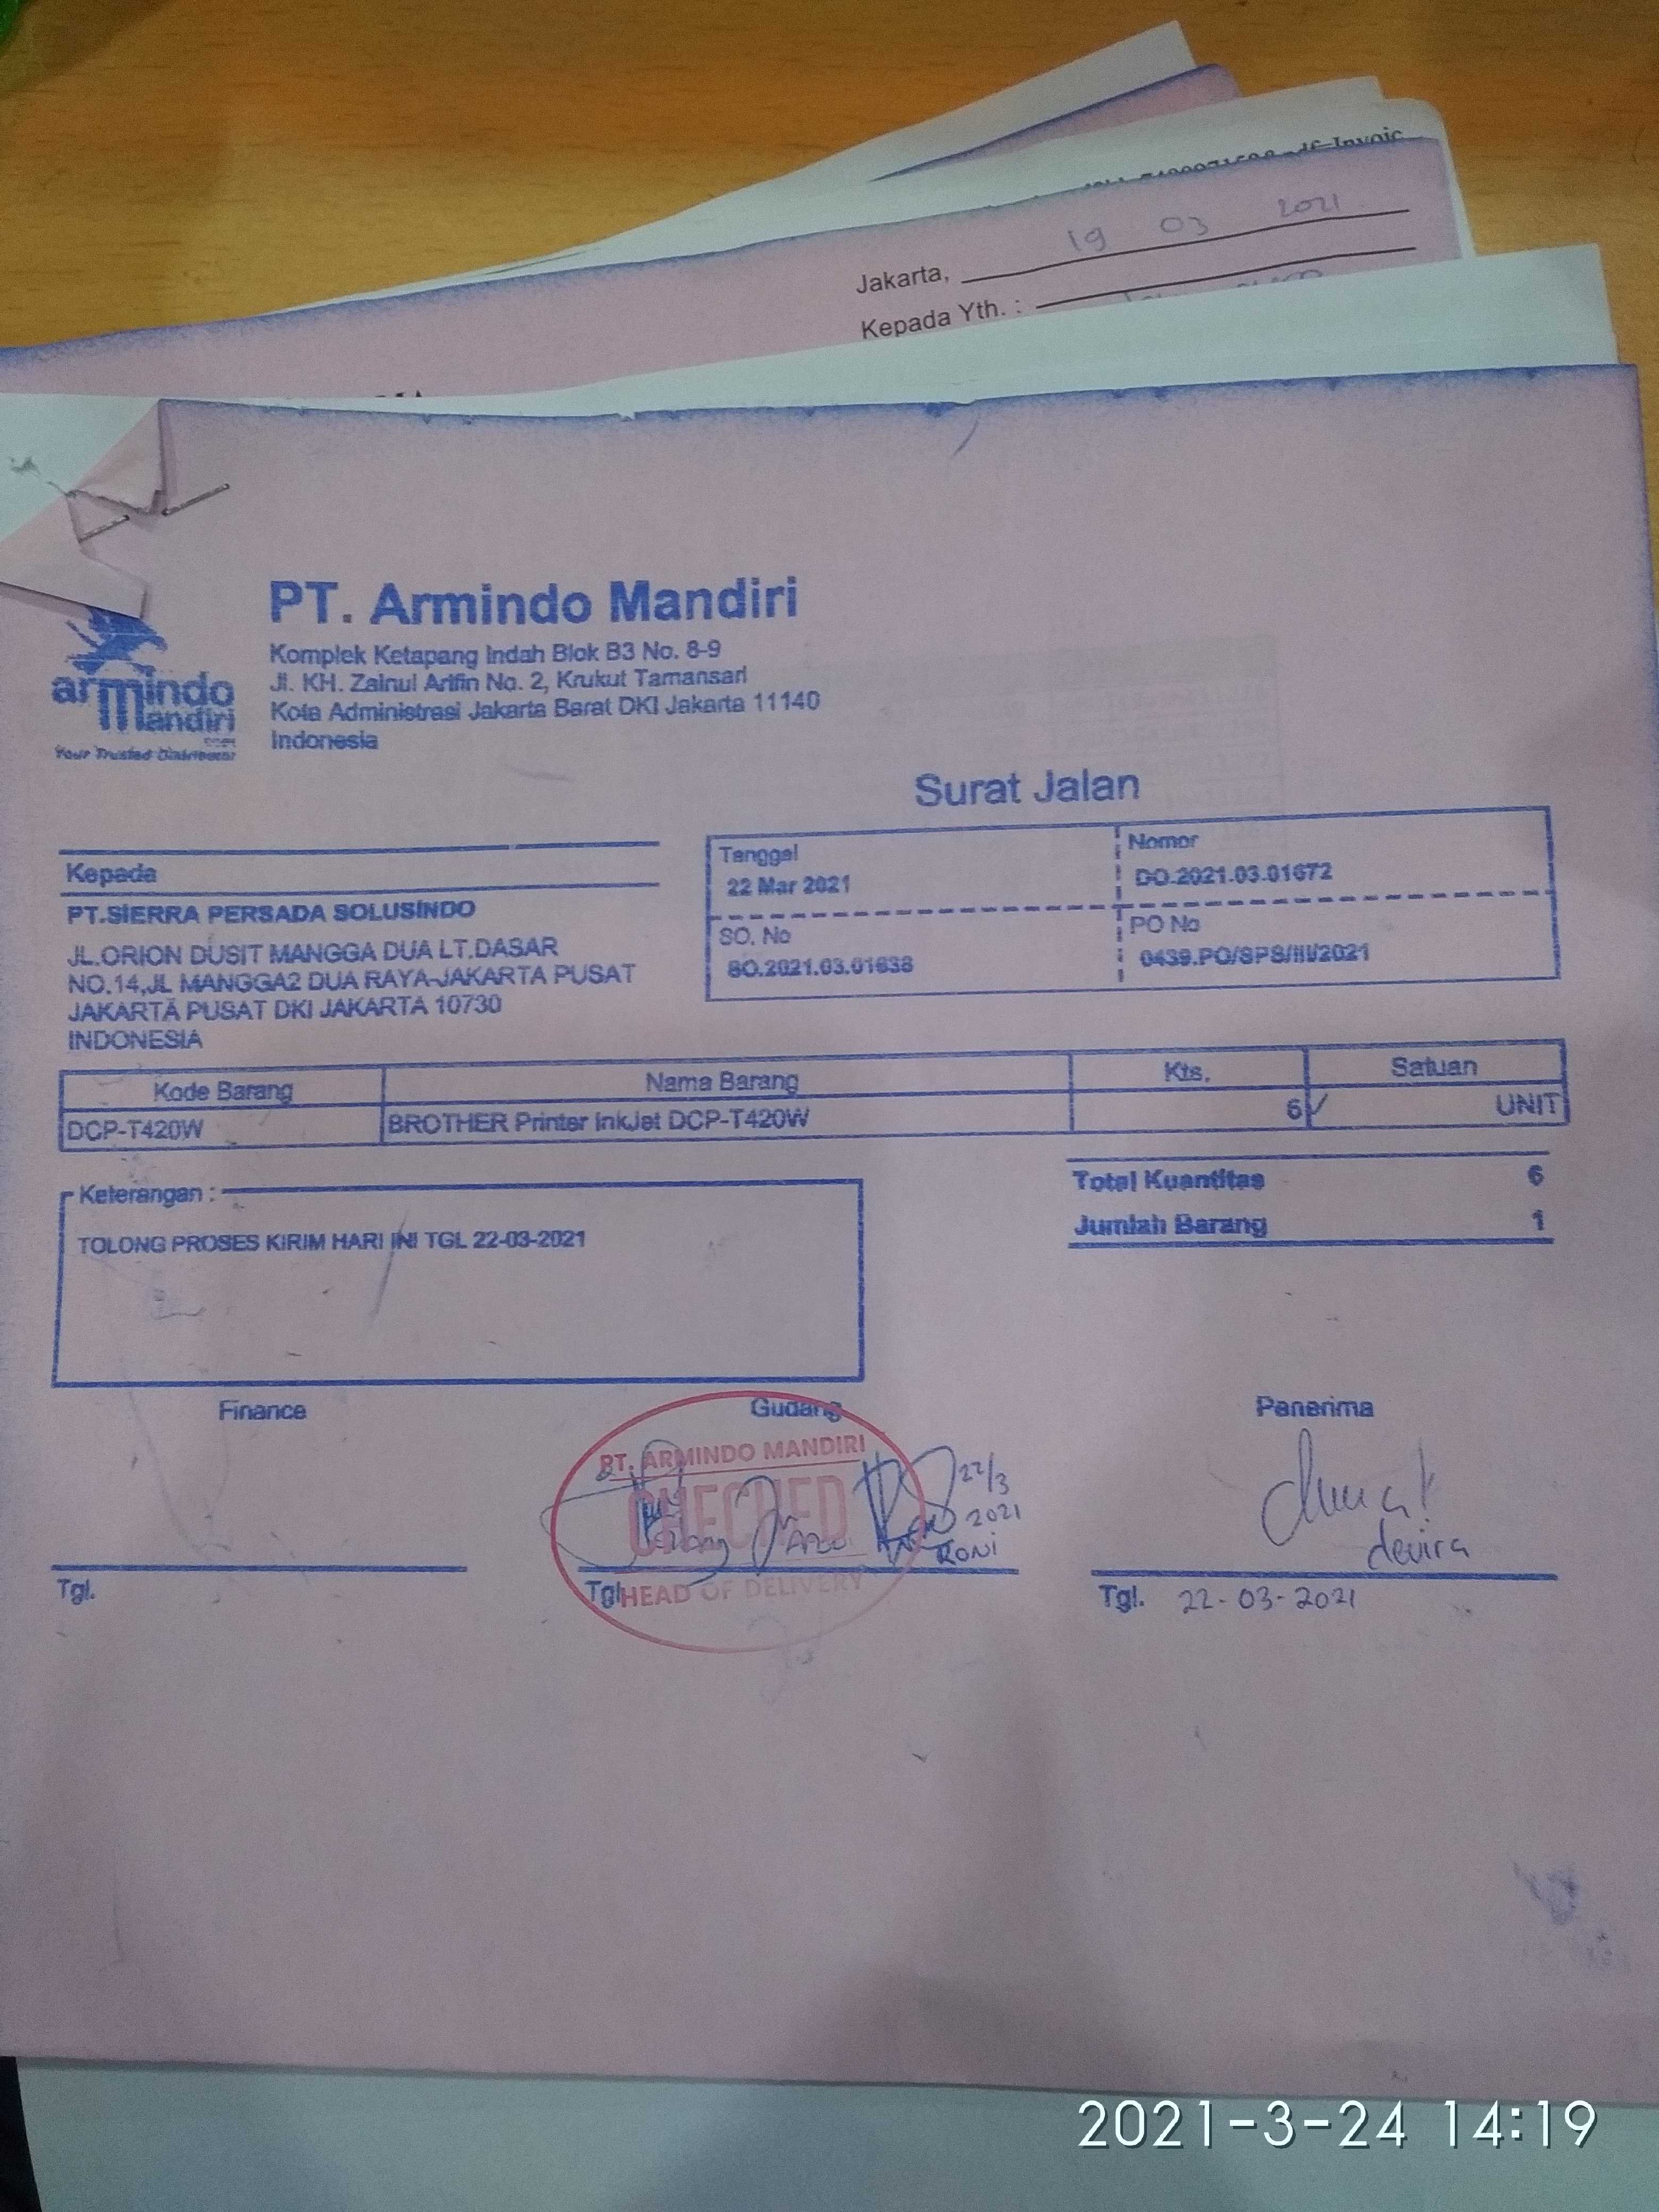 Jakarta, 19 03 2021
Kepada Yth. :
PT. Armindo Mandiri
armindo
mandiri
Your Trusted Distributor
Komplek Ketapang Indah Blok B3 No. 8-9
Jl. KH. Zainul Arifin No. 2, Krukut Tamansari
Kota Administrasi Jakarta Barat DKI Jakarta 11140
Indonesia
Surat Jalan
Kepada
PT.SIERRA PERSADA SOLUSINDO
JL.ORION DUSIT MANGGA DUA LT.DASAR
NO.14,JL MANGGA2 DUA RAYA-JAKARTA PUSAT
JAKARTA PUSAT DKI JAKARTA 10730
INDONESIA
Tanggal
22 Mar 2021
Nomor
DO.2021.03.01672
SO. No
SO.2021.03.01638
PO No
0439.PO/SPS/III/2021
Kode Barang Nama Barang Kts. Satuan
DCP-T420W BROTHER Printer InkJet DCP-T420W 6 UNIT
Total Kuantitas 6
Jumlah Barang 1
Keterangan :
TOLONG PROSES KIRIM HARI INI TGL 22-03-2021
Finance
Gudang
Penerima
PT. ARMINDO MANDIRI
CHECKED
HEAD OF DELIVERY
22/3
2021
RONI
devira
Tgl.
Tgl.
Tgl. 22-03-2021
2021-3-24 14:19